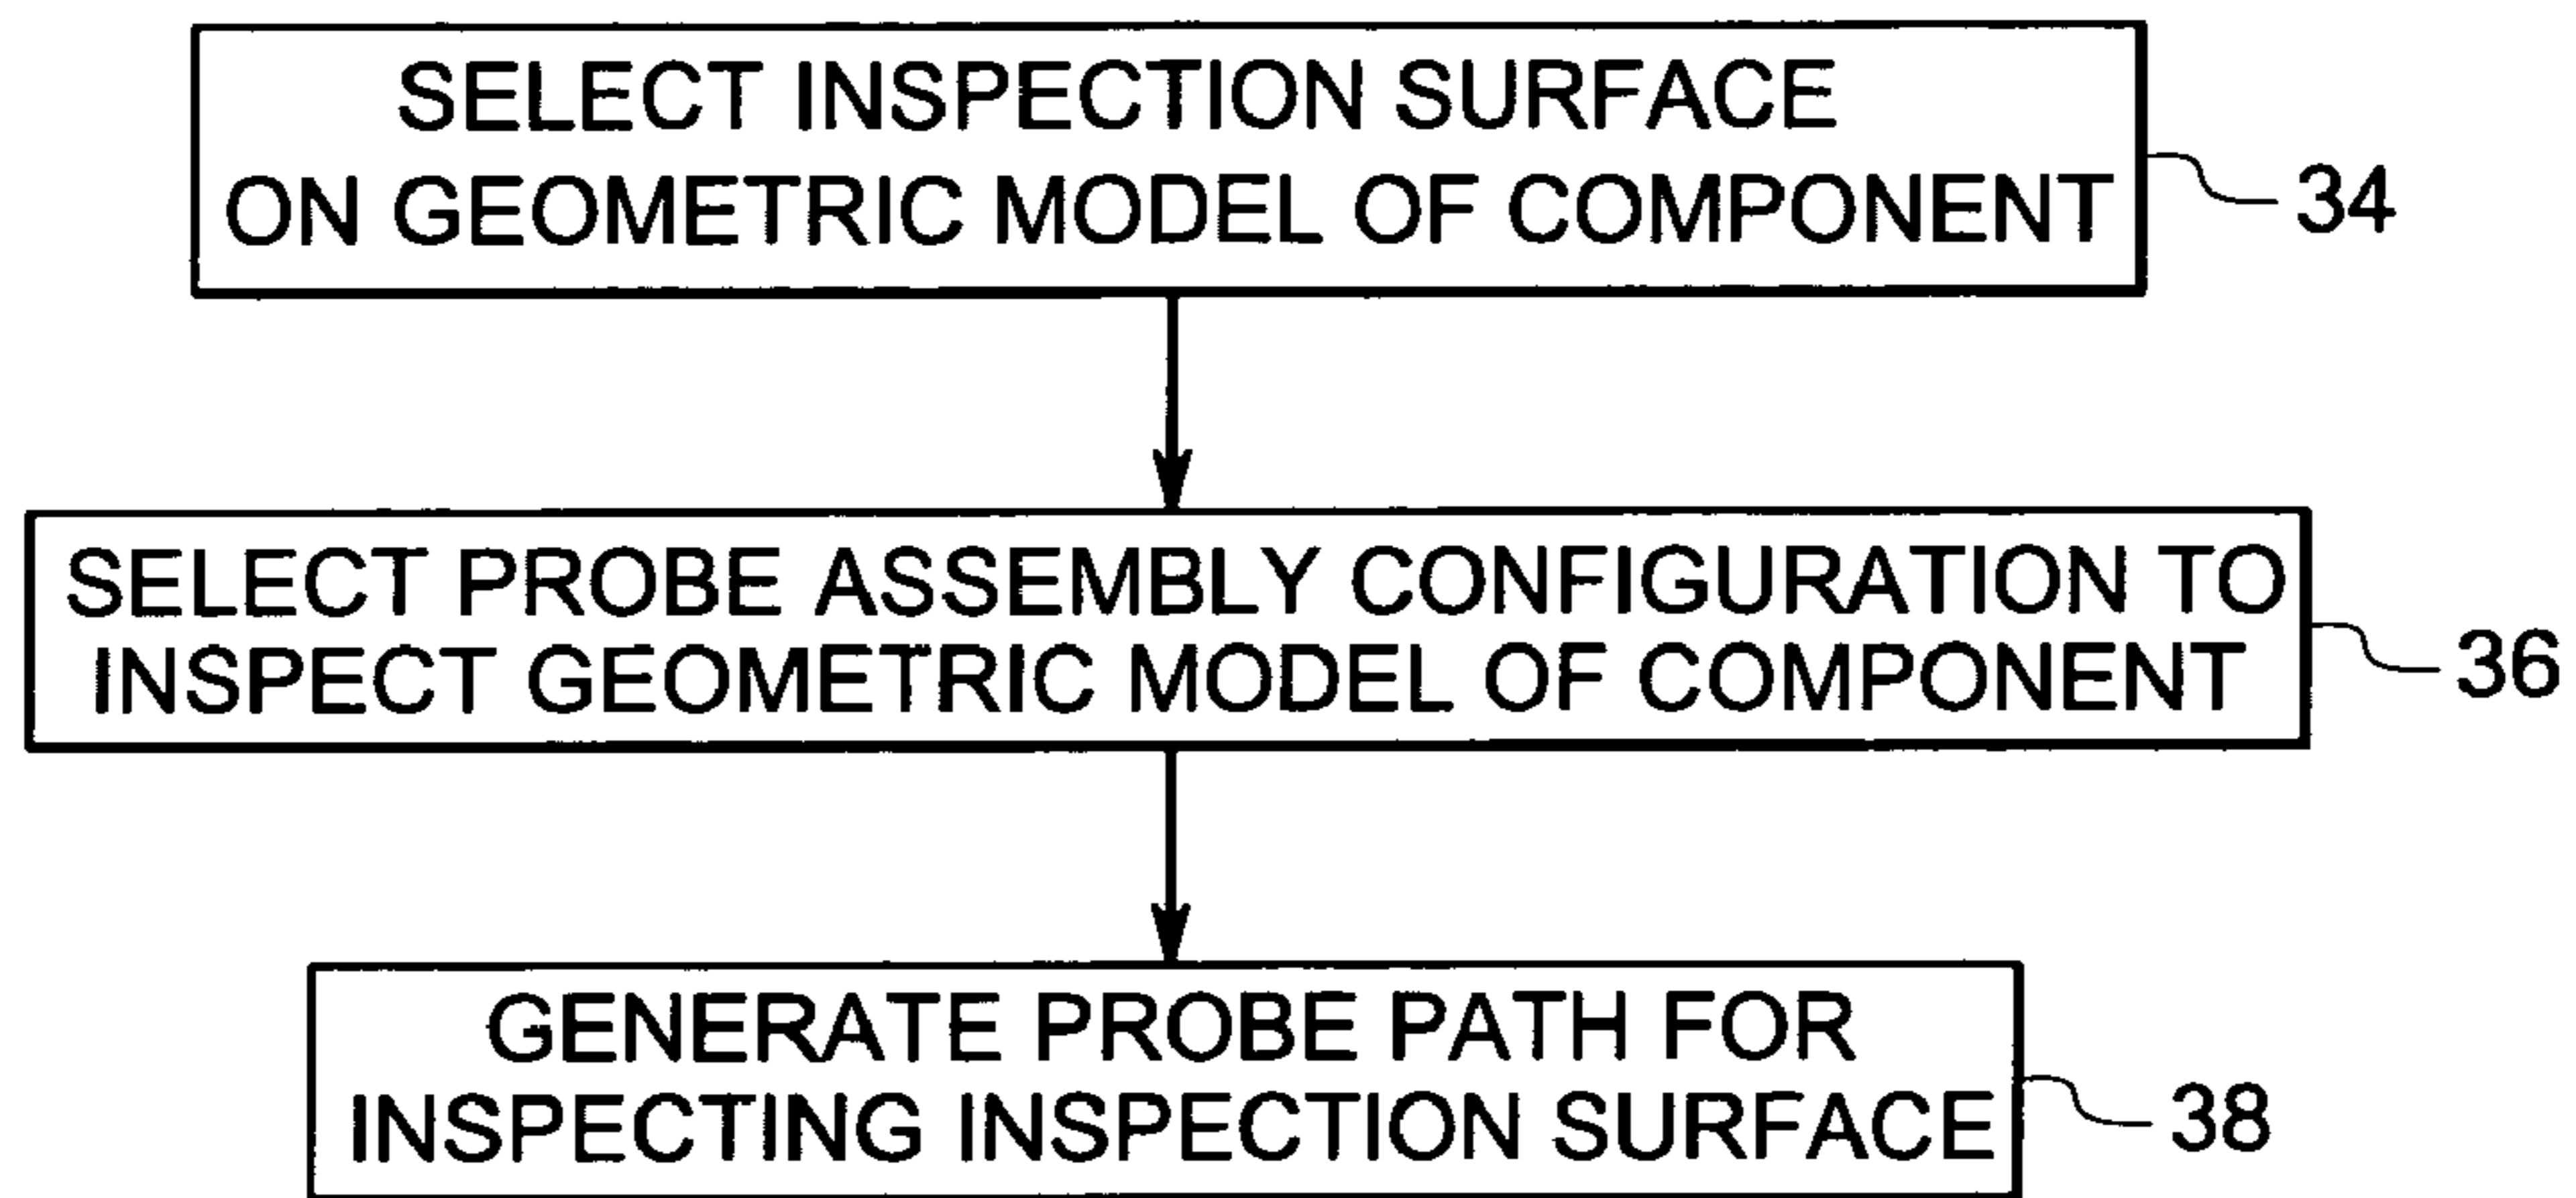 SELECT INSPECTION SURFACE
ON GEOMETRIC MODEL OF COMPONENT
34
SELECT PROBE ASSEMBLY CONFIGURATION TO
INSPECT GEOMETRIC MODEL OF COMPONENT
36
GENERATE PROBE PATH FOR
INSPECTING INSPECTION SURFACE
38